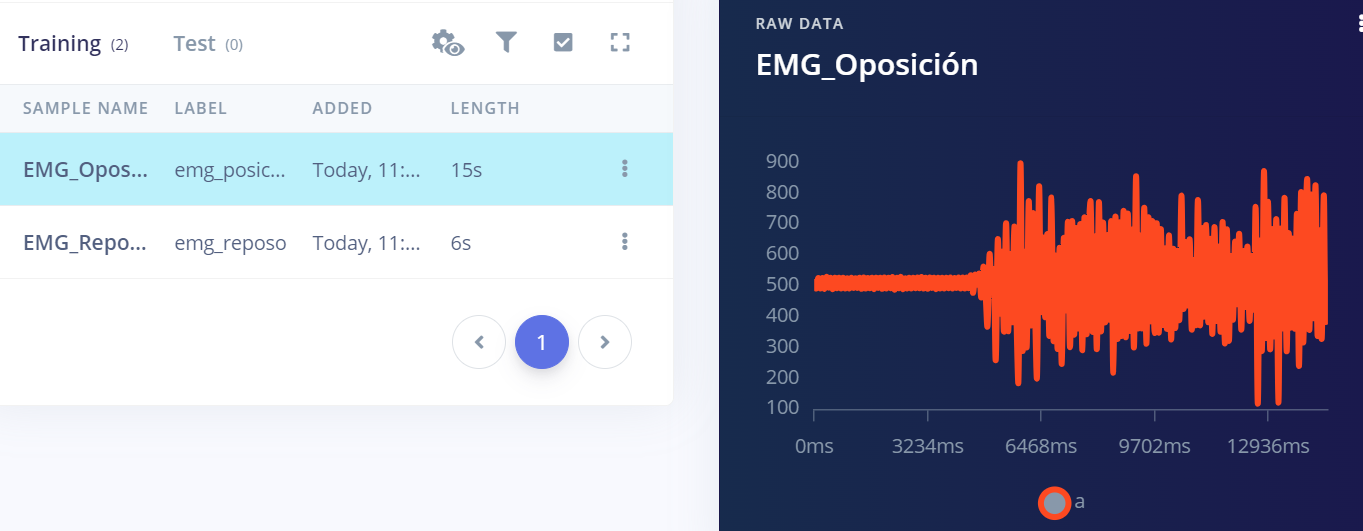 Training (2) Test (0)
SAMPLE NAME LABEL ADDED LENGTH
EMG_Opos... emg_posic... Today, 11:... 15s
EMG_Repo... emg_reposo Today, 11:... 6s
1
RAW DATA
EMG_Oposición
900
800
700
600
500
400
300
200
100
0ms 3234ms 6468ms 9702ms 12936ms
a